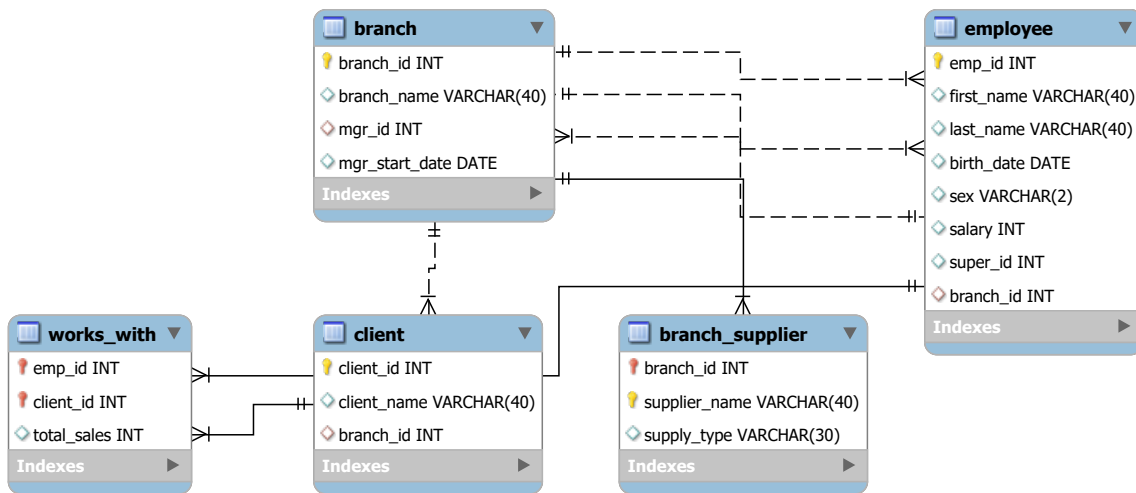 branch
branch_id INT
branch_name VARCHAR(40)
mgr_id INT
mgr_start_date DATE
Indexes
employee
emp_id INT
first_name VARCHAR(40)
last_name VARCHAR(40)
birth_date DATE
sex VARCHAR(2)
salary INT
super_id INT
branch_id INT
Indexes
works_with
emp_id INT
client_id INT
total_sales INT
Indexes
client
client_id INT
client_name VARCHAR(40)
branch_id INT
Indexes
branch_supplier
branch_id INT
supplier_name VARCHAR(40)
supply_type VARCHAR(30)
Indexes